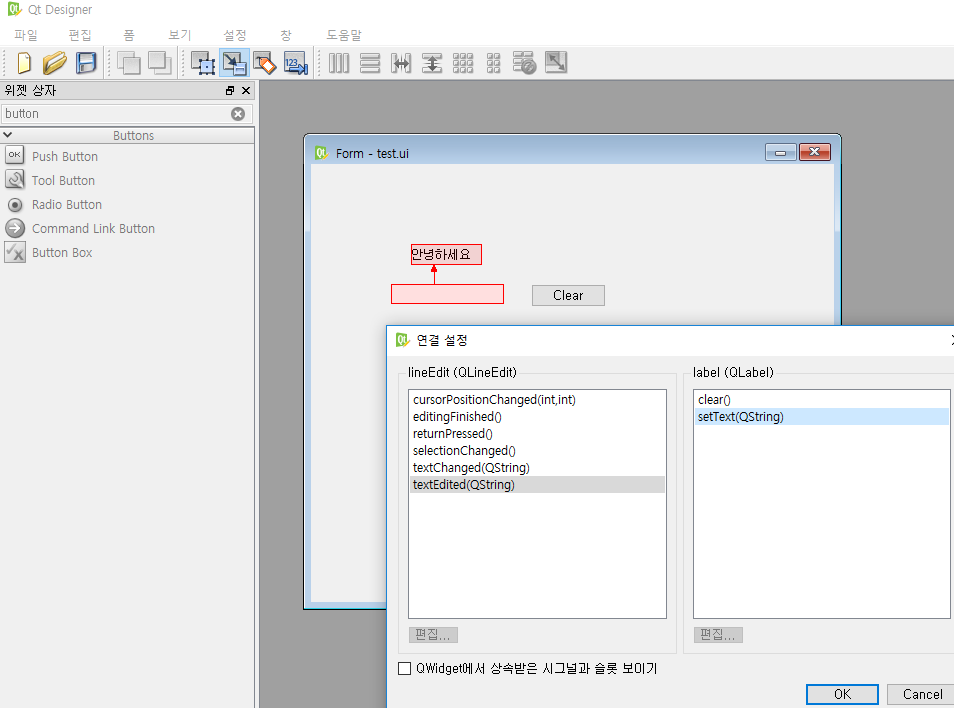 Qt Designer
파일 편집 폼 보기 설정 창 도움말
123
위젯 상자
button
Buttons
OK Push Button
Tool Button
Radio Button
Command Link Button
Button Box
Qt Form - test.ui
안녕하세요
Clear
Qt 연결 설정
lineEdit (QLineEdit)
cursorPositionChanged(int,int)
editingFinished()
returnPressed()
selectionChanged()
textChanged(QString)
textEdited(QString)
편집...
label (QLabel)
clear()
setText(QString)
편집...
QWidget에서 상속받은 시그널과 슬롯 보이기
OK Cancel